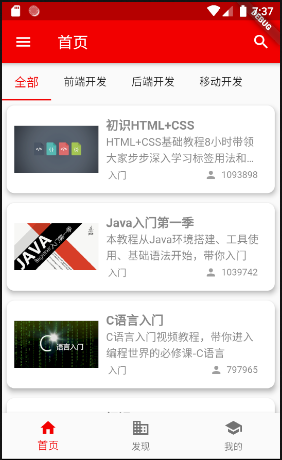 7:37
DEBUG
首页
全部 前端开发 后端开发 移动开发
初识HTML+CSS
HTML+CSS基础教程8小时带领
大家步步深入学习标签用法和…
入门 1093898
JAVA
Java入门第一季
本教程从Java环境搭建、工具使
用、基础语法开始，带你入门
入门 1039742
C语言入门
C语言入门
C语言入门视频教程，带你进入
编程世界的必修课-C语言
入门 797965
首页 发现 我的